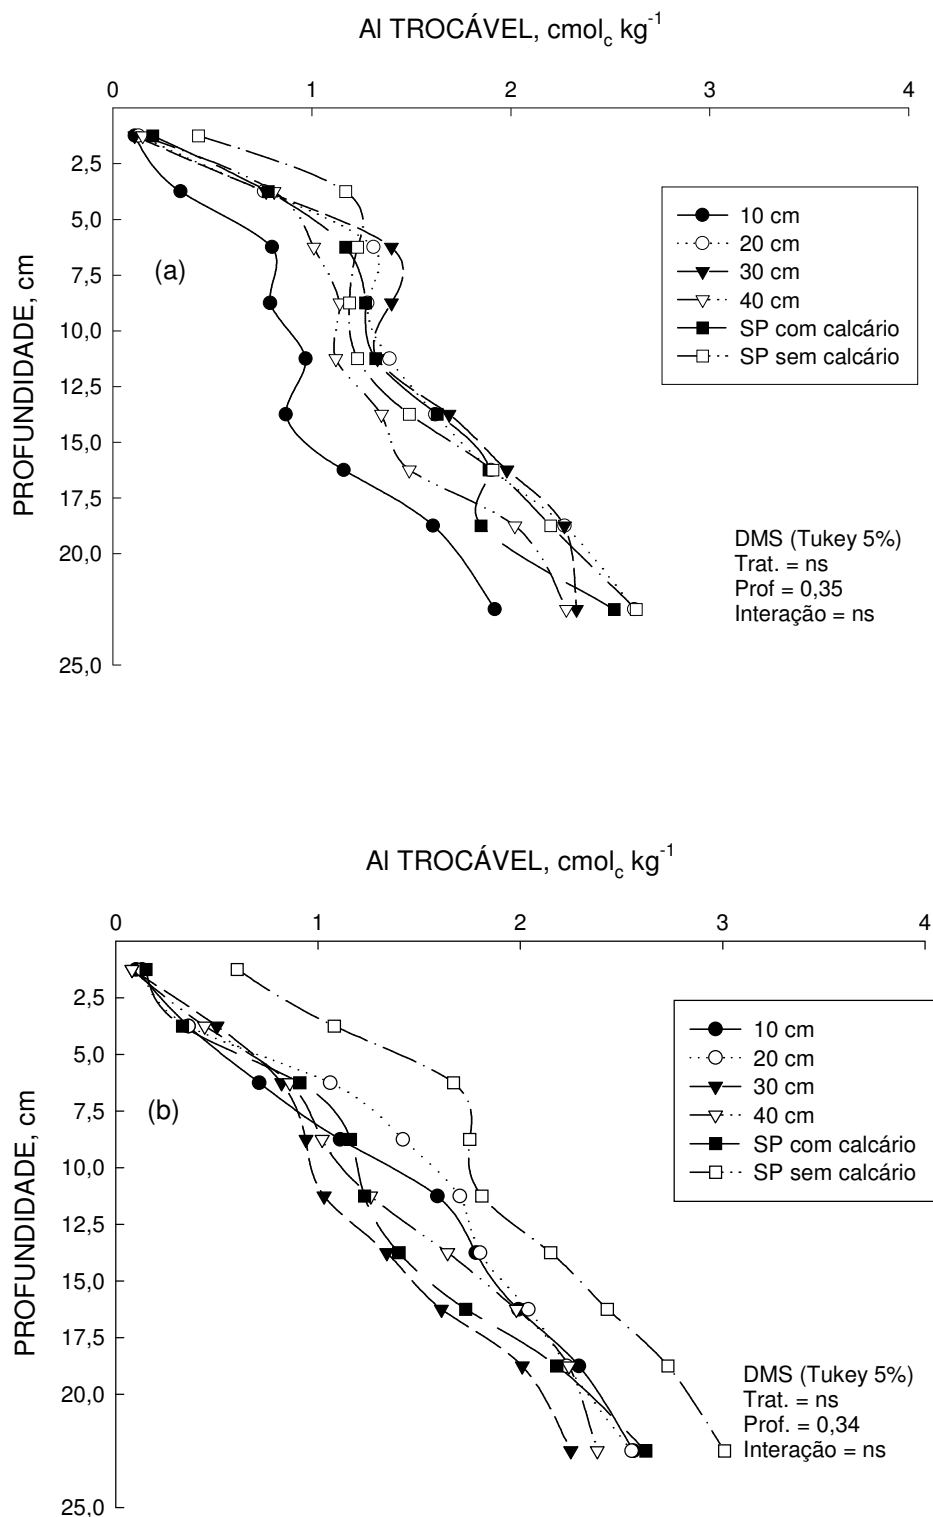 Al TROCÁVEL, cmolc kg-1
0 1 2 3 4
PROFUNDIDADE, cm
2,5
5,0
7,5
10,0
12,5
15,0
17,5
20,0
25,0
(a)
10 cm
20 cm
30 cm
40 cm
SP com calcário
SP sem calcário
DMS (Tukey 5%)
Trat. = ns
Prof = 0,35
Interação = ns
Al TROCÁVEL, cmolc kg-1
0 1 2 3 4
PROFUNDIDADE, cm
2,5
5,0
7,5
10,0
12,5
15,0
17,5
20,0
25,0
(b)
10 cm
20 cm
30 cm
40 cm
SP com calcário
SP sem calcário
DMS (Tukey 5%)
Trat. = ns
Prof. = 0,34
Interação = ns